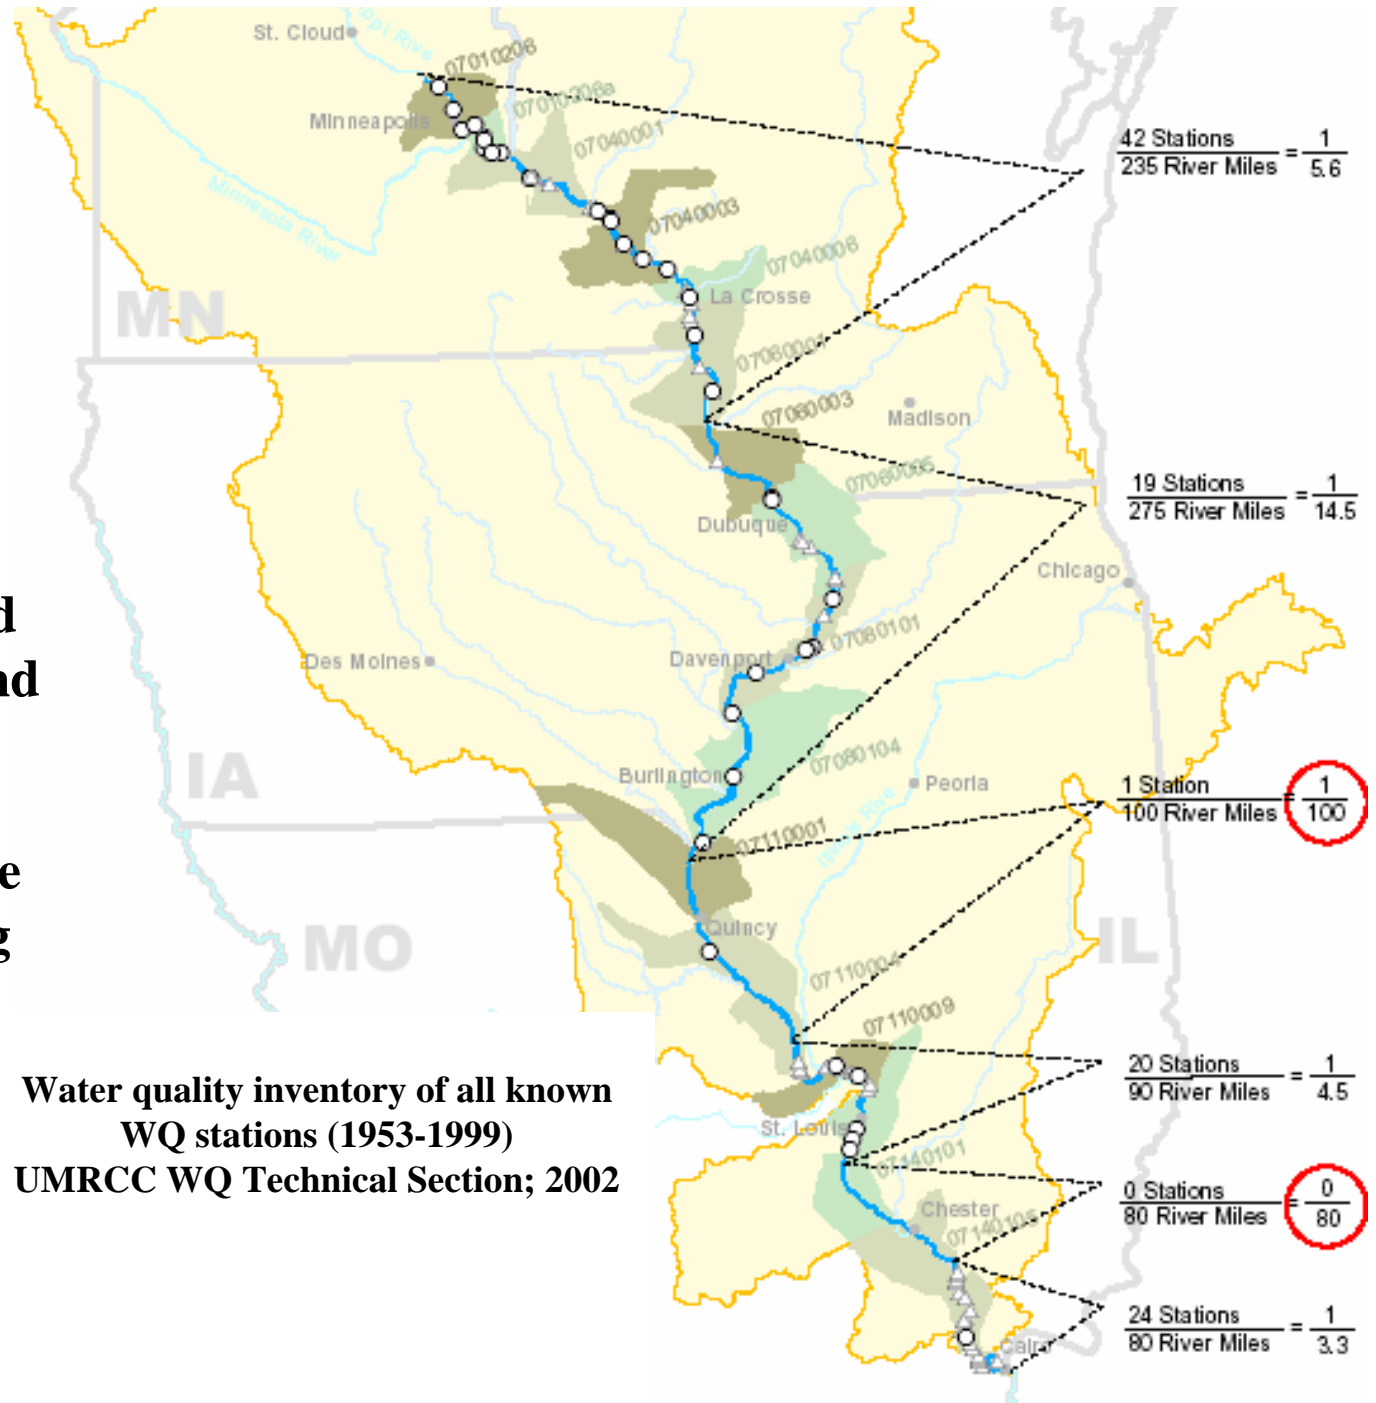 St. Cloud
ppi River
07010206
07010206a
Minneapolis
07040001
42 Stations
235 River Miles
=
1
5.6
Minnesota River
07040003
07040006
MN
La Crosse
07060001
07060003
Madison
07060005
19 Stations
275 River Miles
=
1
14.5
Dubuque
Chicago
d
07080101
Des Moines
Davenport
nd
07080104
IA
Burlington
Peoria
1 Station
100 River Miles
=
1
100
07110001
e
Quincy
g
MO
IL
07110004
07110009
Water quality inventory of all known
WQ stations (1953-1999)
UMRCC WQ Technical Section; 2002
20 Stations
90 River Miles
=
1
4.5
St. Louis
07140101
0 Stations
80 River Miles
=
0
80
Chester
07140105
24 Stations
80 River Miles
=
1
3.3
Cairo